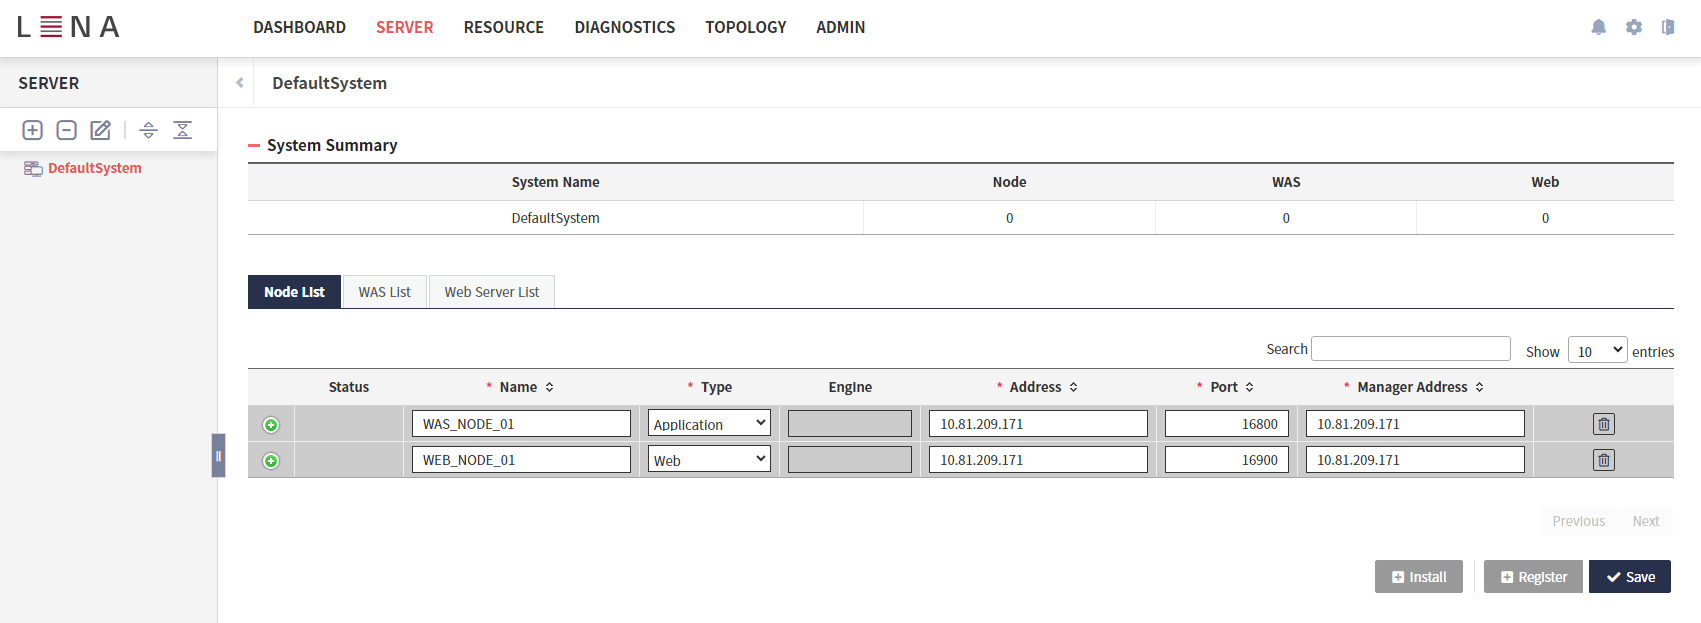 LENA DASHBOARD SERVER RESOURCE DIAGNOSTICS TOPOLOGY ADMIN
SERVER DefaultSystem
DefaultSystem
System Summary
System Name Node WAS Web
DefaultSystem 0 0 0
Node List WAS List Web Server List
Search Show 10 entries
Status * Name * Type Engine * Address * Port * Manager Address
WAS_NODE_01 Application 10.81.209.171 16800 10.81.209.171
WEB_NODE_01 Web 10.81.209.171 16900 10.81.209.171
Previous Next
Install Register Save